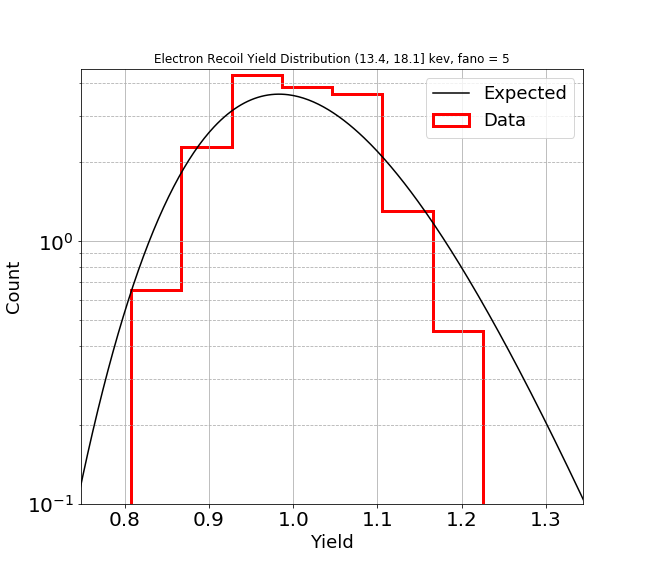 Electron Recoil Yield Distribution (13.4, 18.1] kev, fano = 5
Expected
Data
Count
10⁰
10⁻¹
0.8 0.9 1.0 1.1 1.2 1.3
Yield